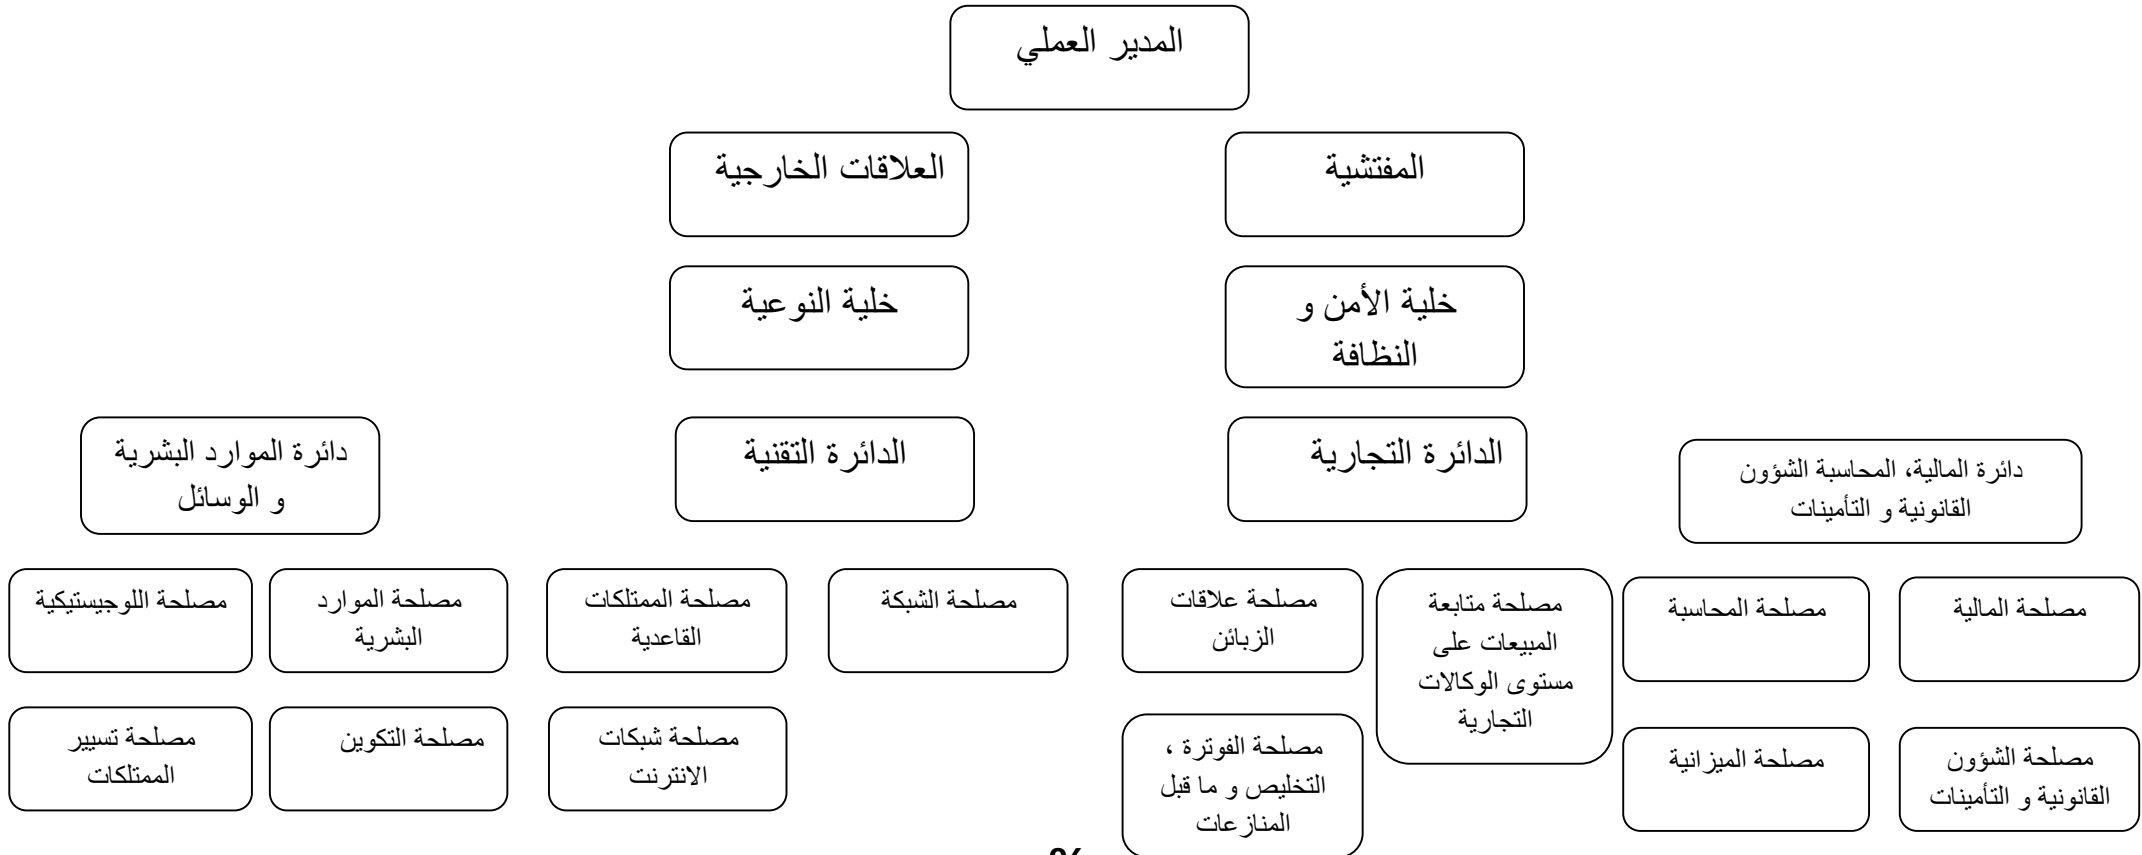 المدير العملي
المفتشية
العلاقات الخارجية
خلية الأمن و
النظافة
خلية النوعية
دائرة المالية، المحاسبة الشؤون
القانونية و التأمينات
الدائرة التجارية
الدائرة التقنية
دائرة الموارد البشرية
و الوسائل
مصلحة المالية
مصلحة المحاسبة
مصلحة متابعة
المبيعات على
مستوى الوكالات
التجارية
مصلحة علاقات
الزبائن
مصلحة الشبكة
مصلحة الممتلكات
القاعدية
مصلحة الموارد
البشرية
مصلحة اللوجيستيكية
مصلحة الشؤون
القانونية و التأمينات
مصلحة الميزانية
مصلحة الفوترة ،
التخليص و ما قبل
المنازعات
مصلحة شبكات
الانترنت
مصلحة التكوين
مصلحة تسيير
الممتلكات